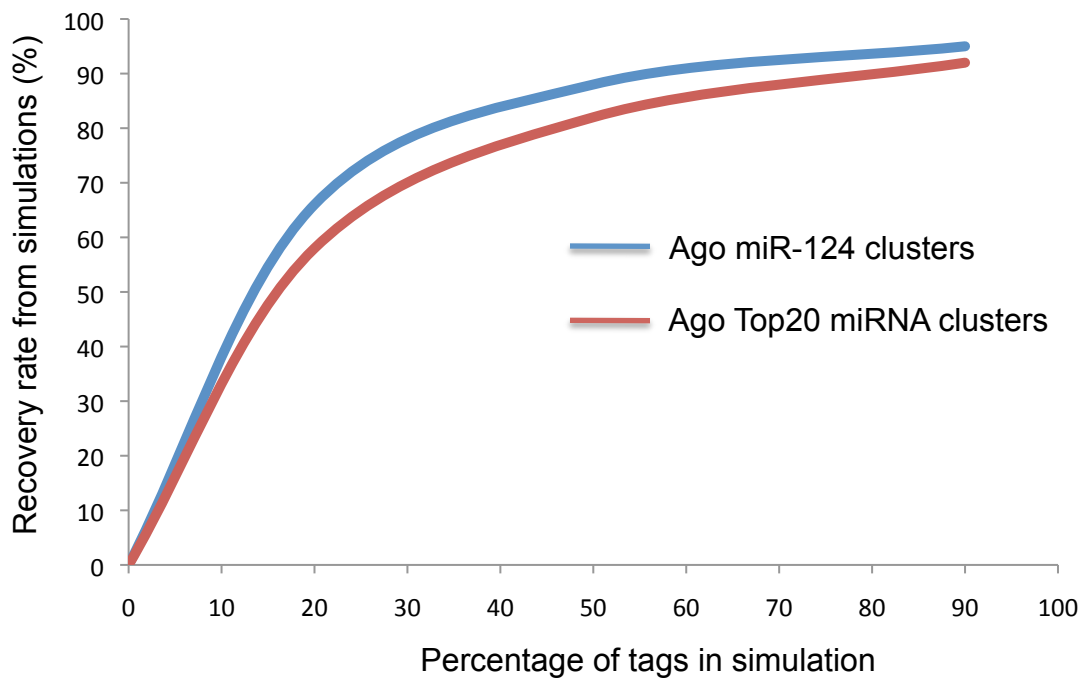 Recovery rate from simulations (%)
100
90
80
70
60
50
40
30
20
10
0
Ago miR-124 clusters
Ago Top20 miRNA clusters
0 10 20 30 40 50 60 70 80 90 100
Percentage of tags in simulation